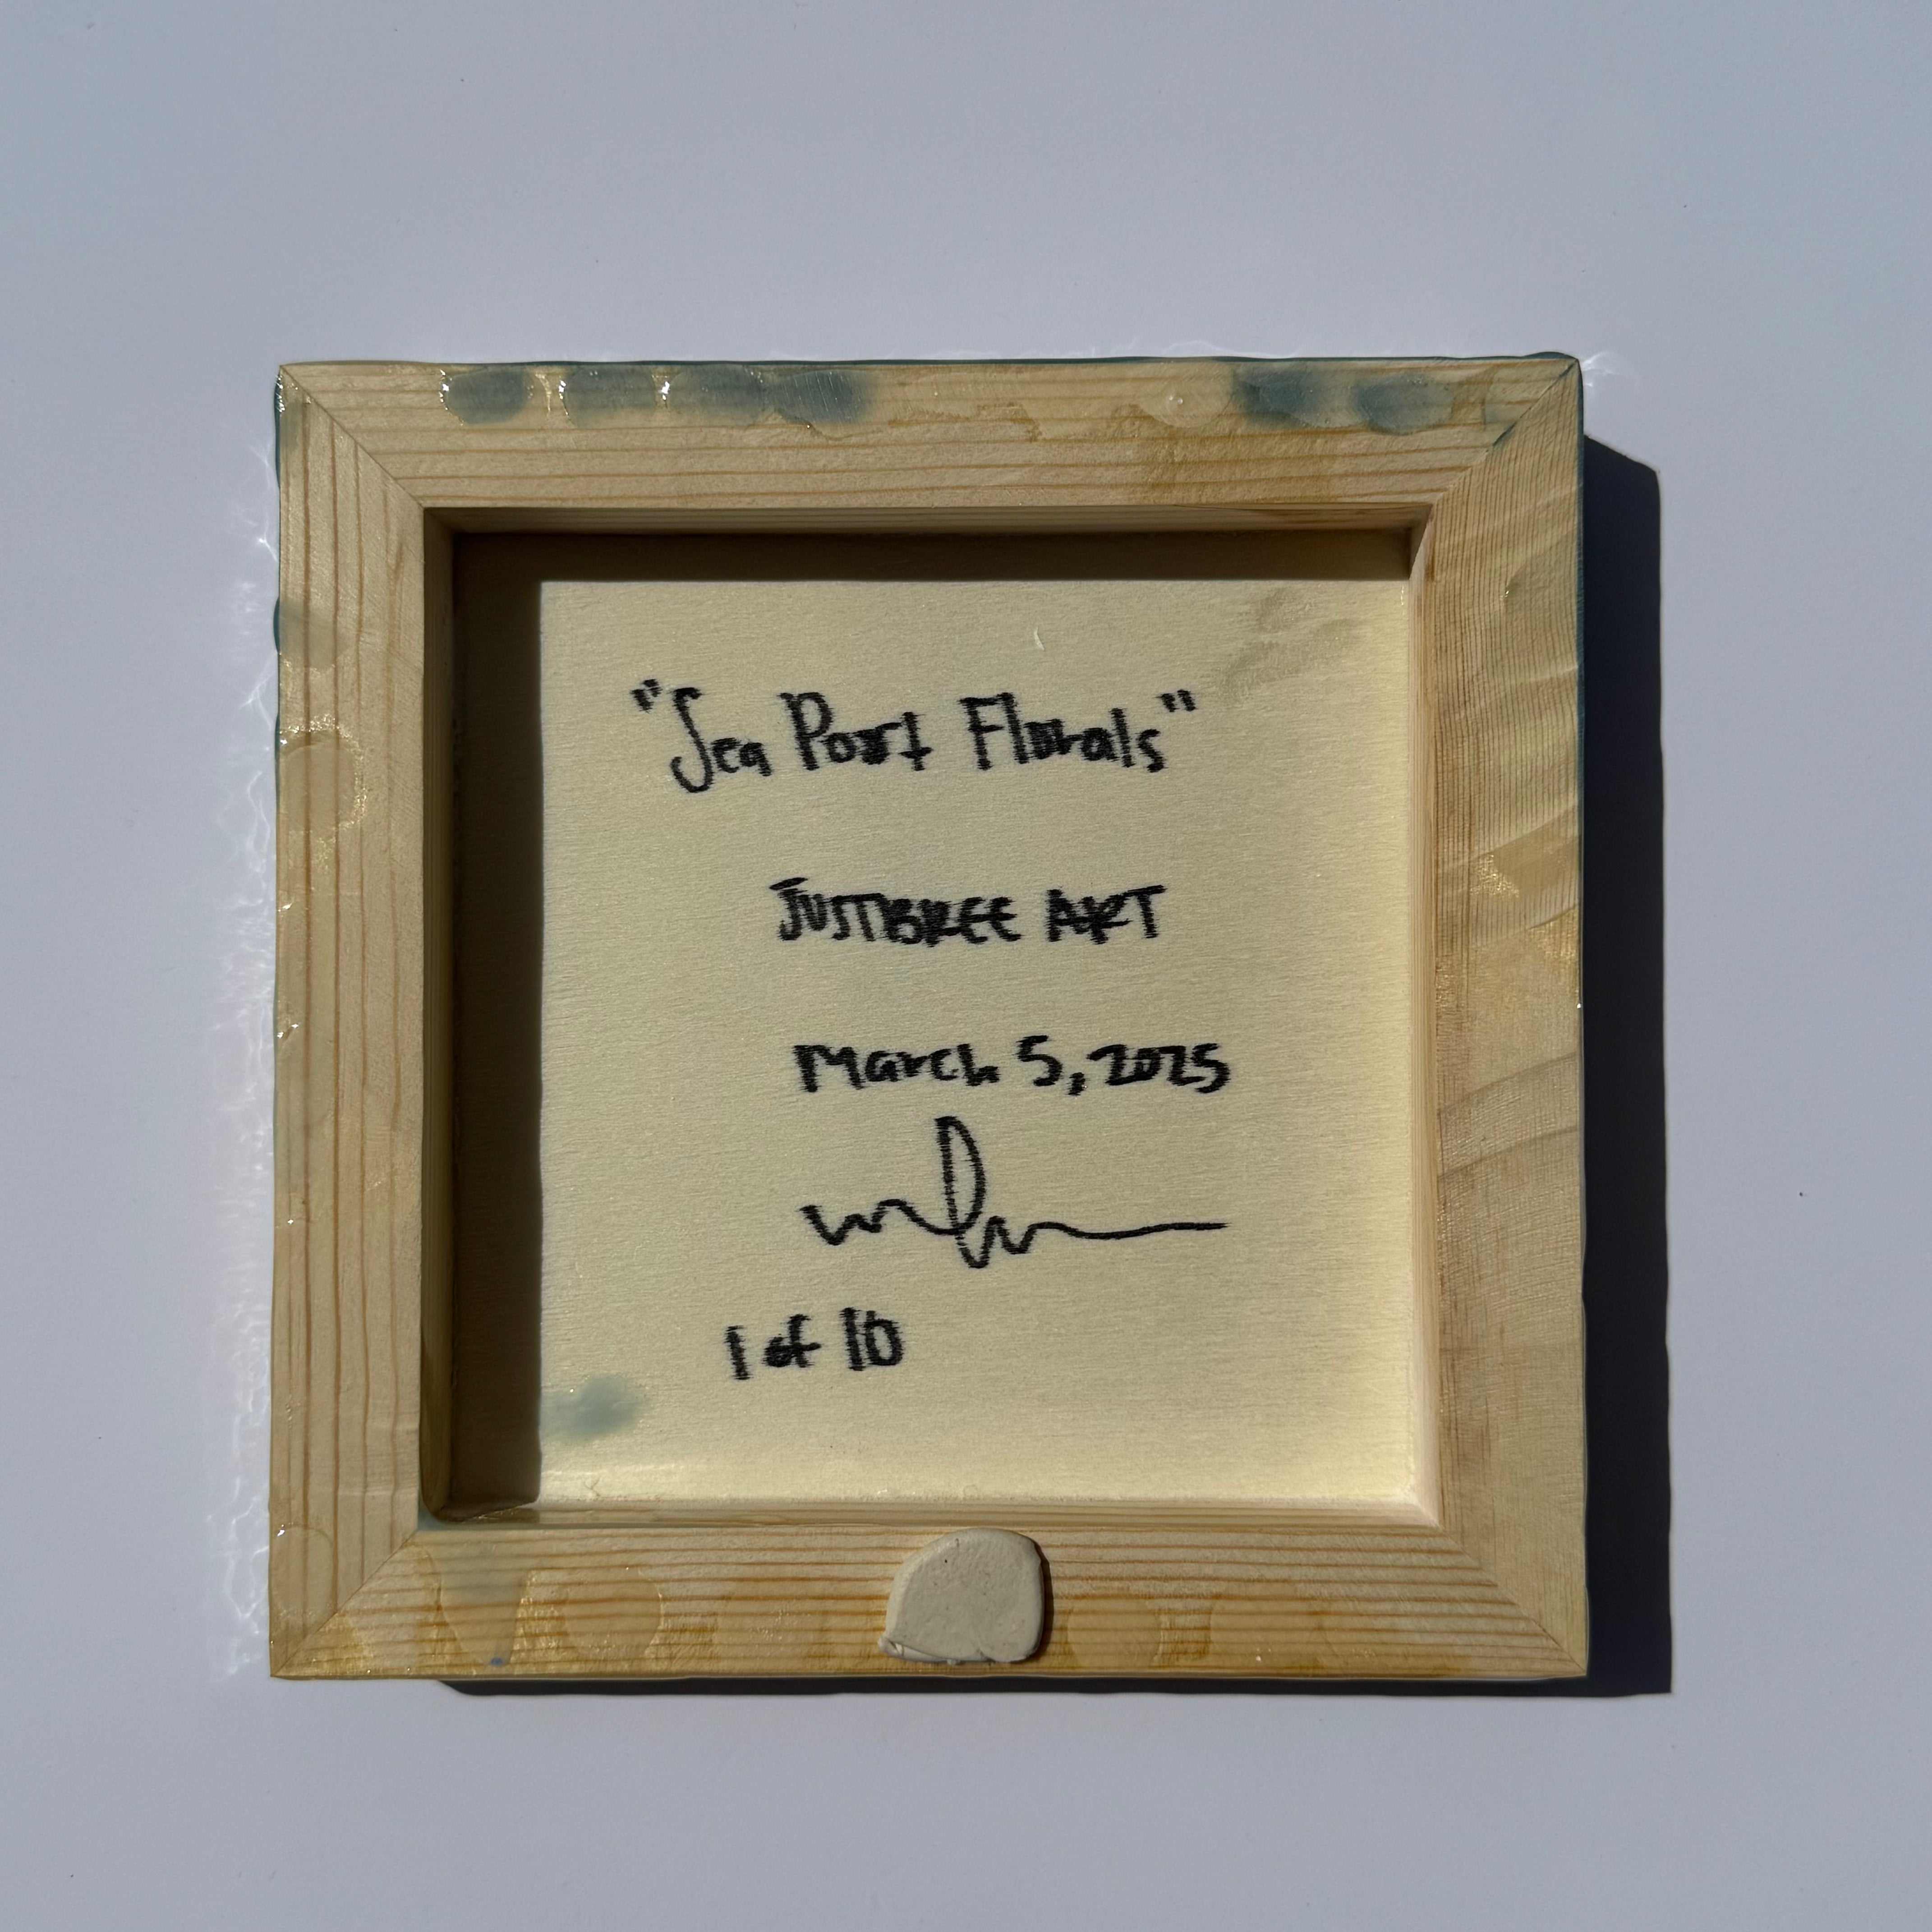 "Sea Port Florals"
JUSTBREE ART
March 5, 2025
1 of 10